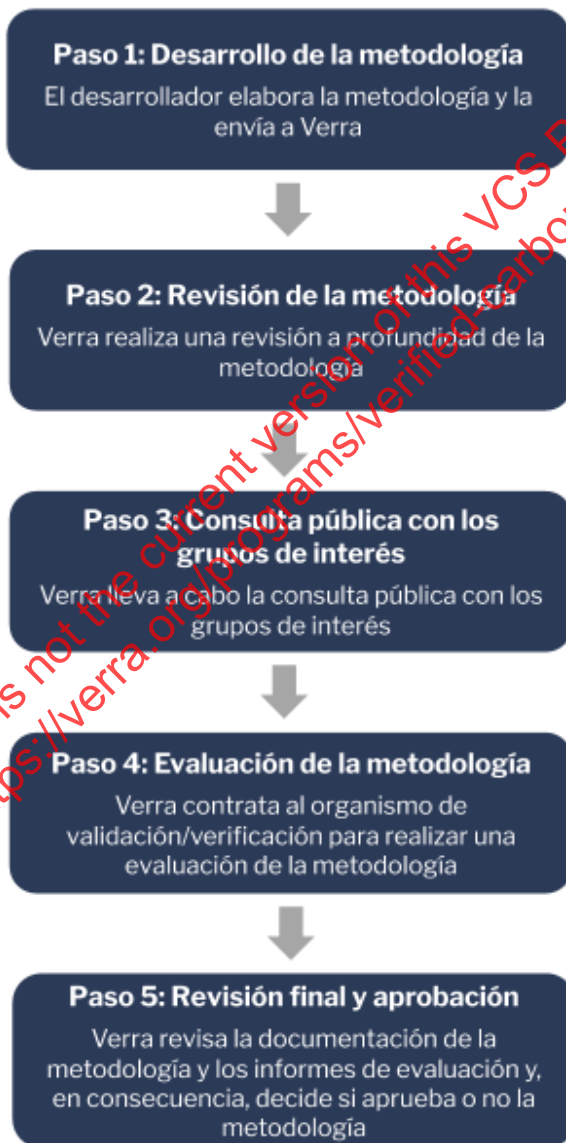 Paso 1: Desarrollo de la metodología
El desarrollador elabora la metodología y la
envía a Verra
Paso 2: Revisión de la metodología
Verra realiza una revisión a profundidad de la
metodología
Paso 3: Consulta pública con los
grupos de interés
Verra lleva a cabo la consulta pública con los
grupos de interés
Paso 4: Evaluación de la metodología
Verra contrata al organismo de
validación/verificación para realizar una
evaluación de la metodología
Paso 5: Revisión final y aprobación
Verra revisa la documentación de la
metodología y los informes de evaluación y,
en consecuencia, decide si aprueba o no la
metodología
is not the current version of this VCS P
tps://verra.org/programs/verified-carbon